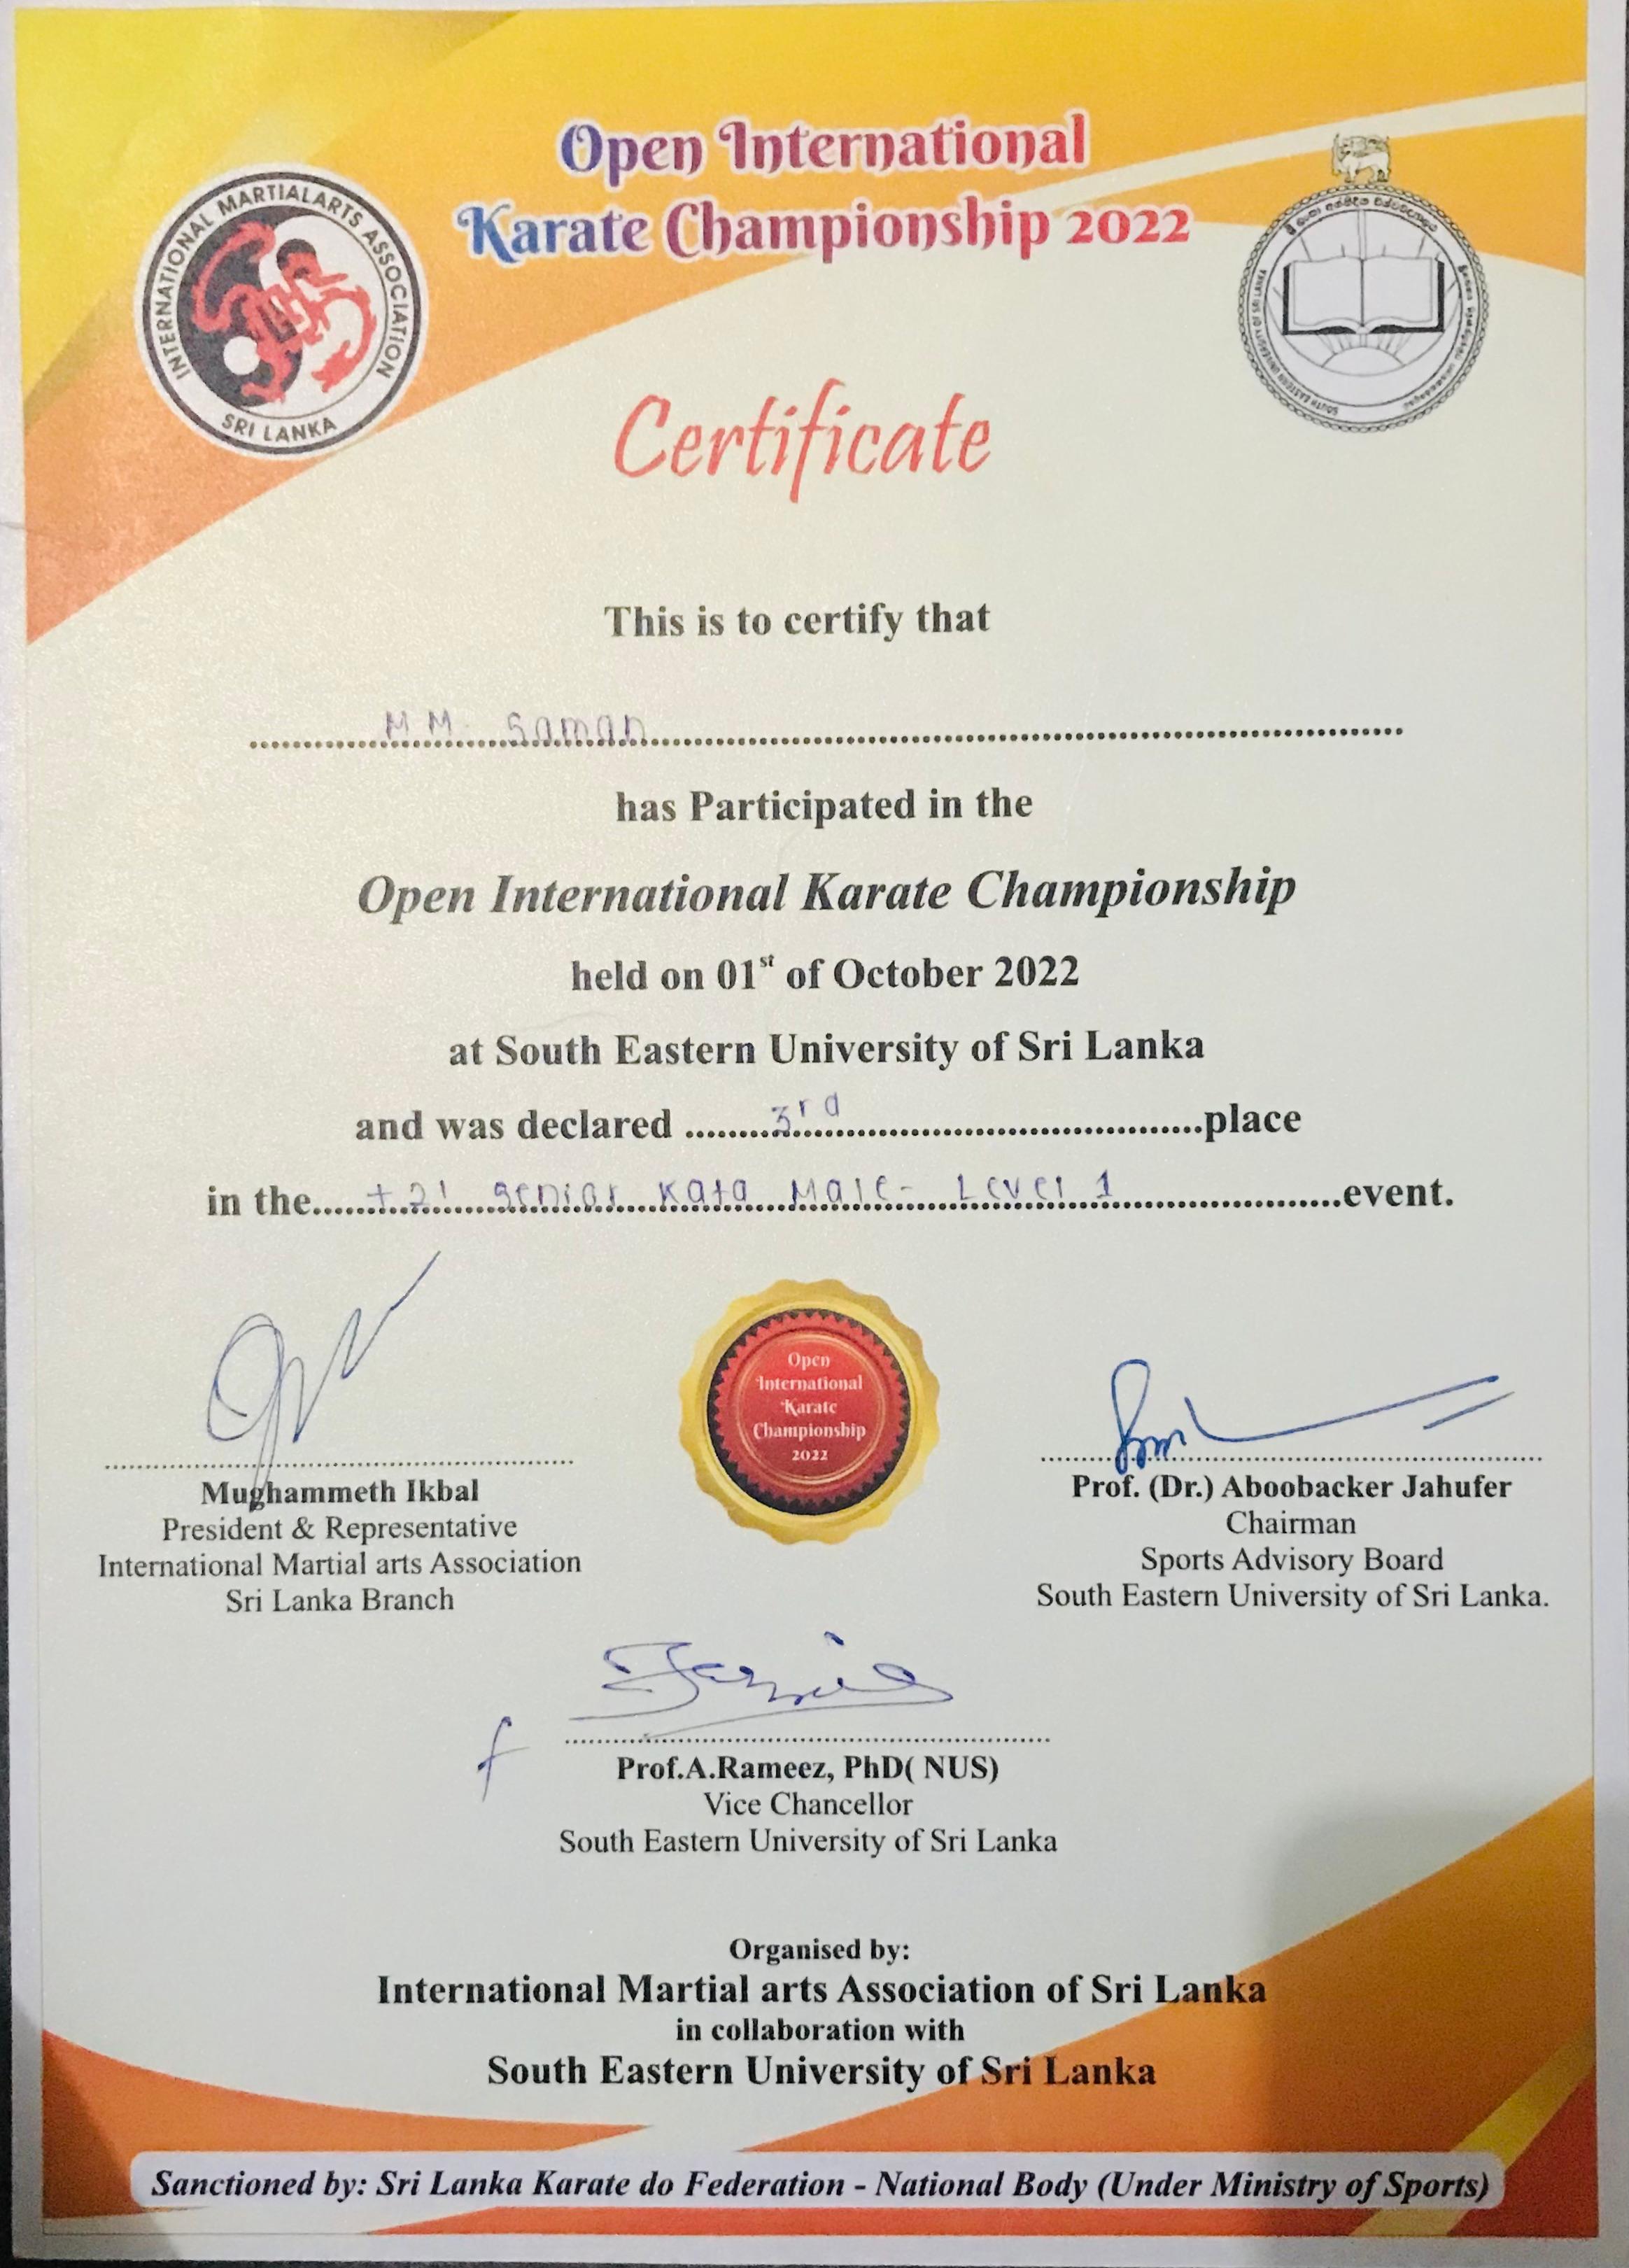 Open International
Karate Championship 2022
INTERNATIONAL MARTIALARTS ASSOCIATION
SRI LANKA
SOUTH EASTERN UNIVERSITY OF SRI LANKA
Certificate
This is to certify that
M M. Saman
has Participated in the
Open International Karate Championship
held on 01st of October 2022
at South Eastern University of Sri Lanka
and was declared ........3rd........place
in the......+21 Senior Kata Male- Level 1........event.
Open
International
Karate
Championship
2022
Mughammeth Ikbal
President & Representative
International Martial arts Association
Sri Lanka Branch
Prof. (Dr.) Aboobacker Jahufer
Chairman
Sports Advisory Board
South Eastern University of Sri Lanka.
Prof.A.Rameez, PhD( NUS)
Vice Chancellor
South Eastern University of Sri Lanka
Organised by:
International Martial arts Association of Sri Lanka
in collaboration with
South Eastern University of Sri Lanka
Sanctioned by: Sri Lanka Karate do Federation - National Body (Under Ministry of Sports)